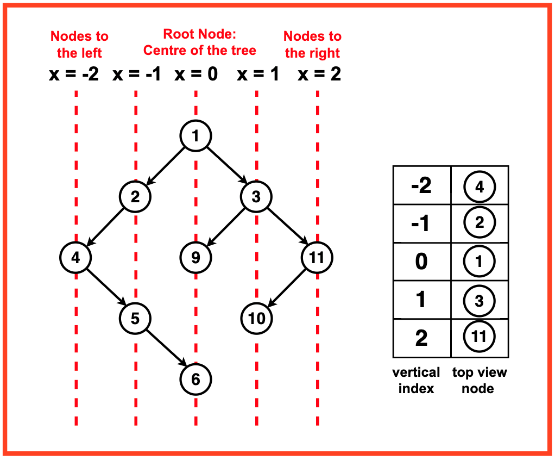 Nodes to
the left
Root Node:
Centre of the tree
Nodes to
the right
x = -2 x = -1 x = 0 x = 1 x = 2
1
2 3
4 9 11
5 10
6
-2 4
-1 2
0 1
1 3
2 11
vertical
index
top view
node